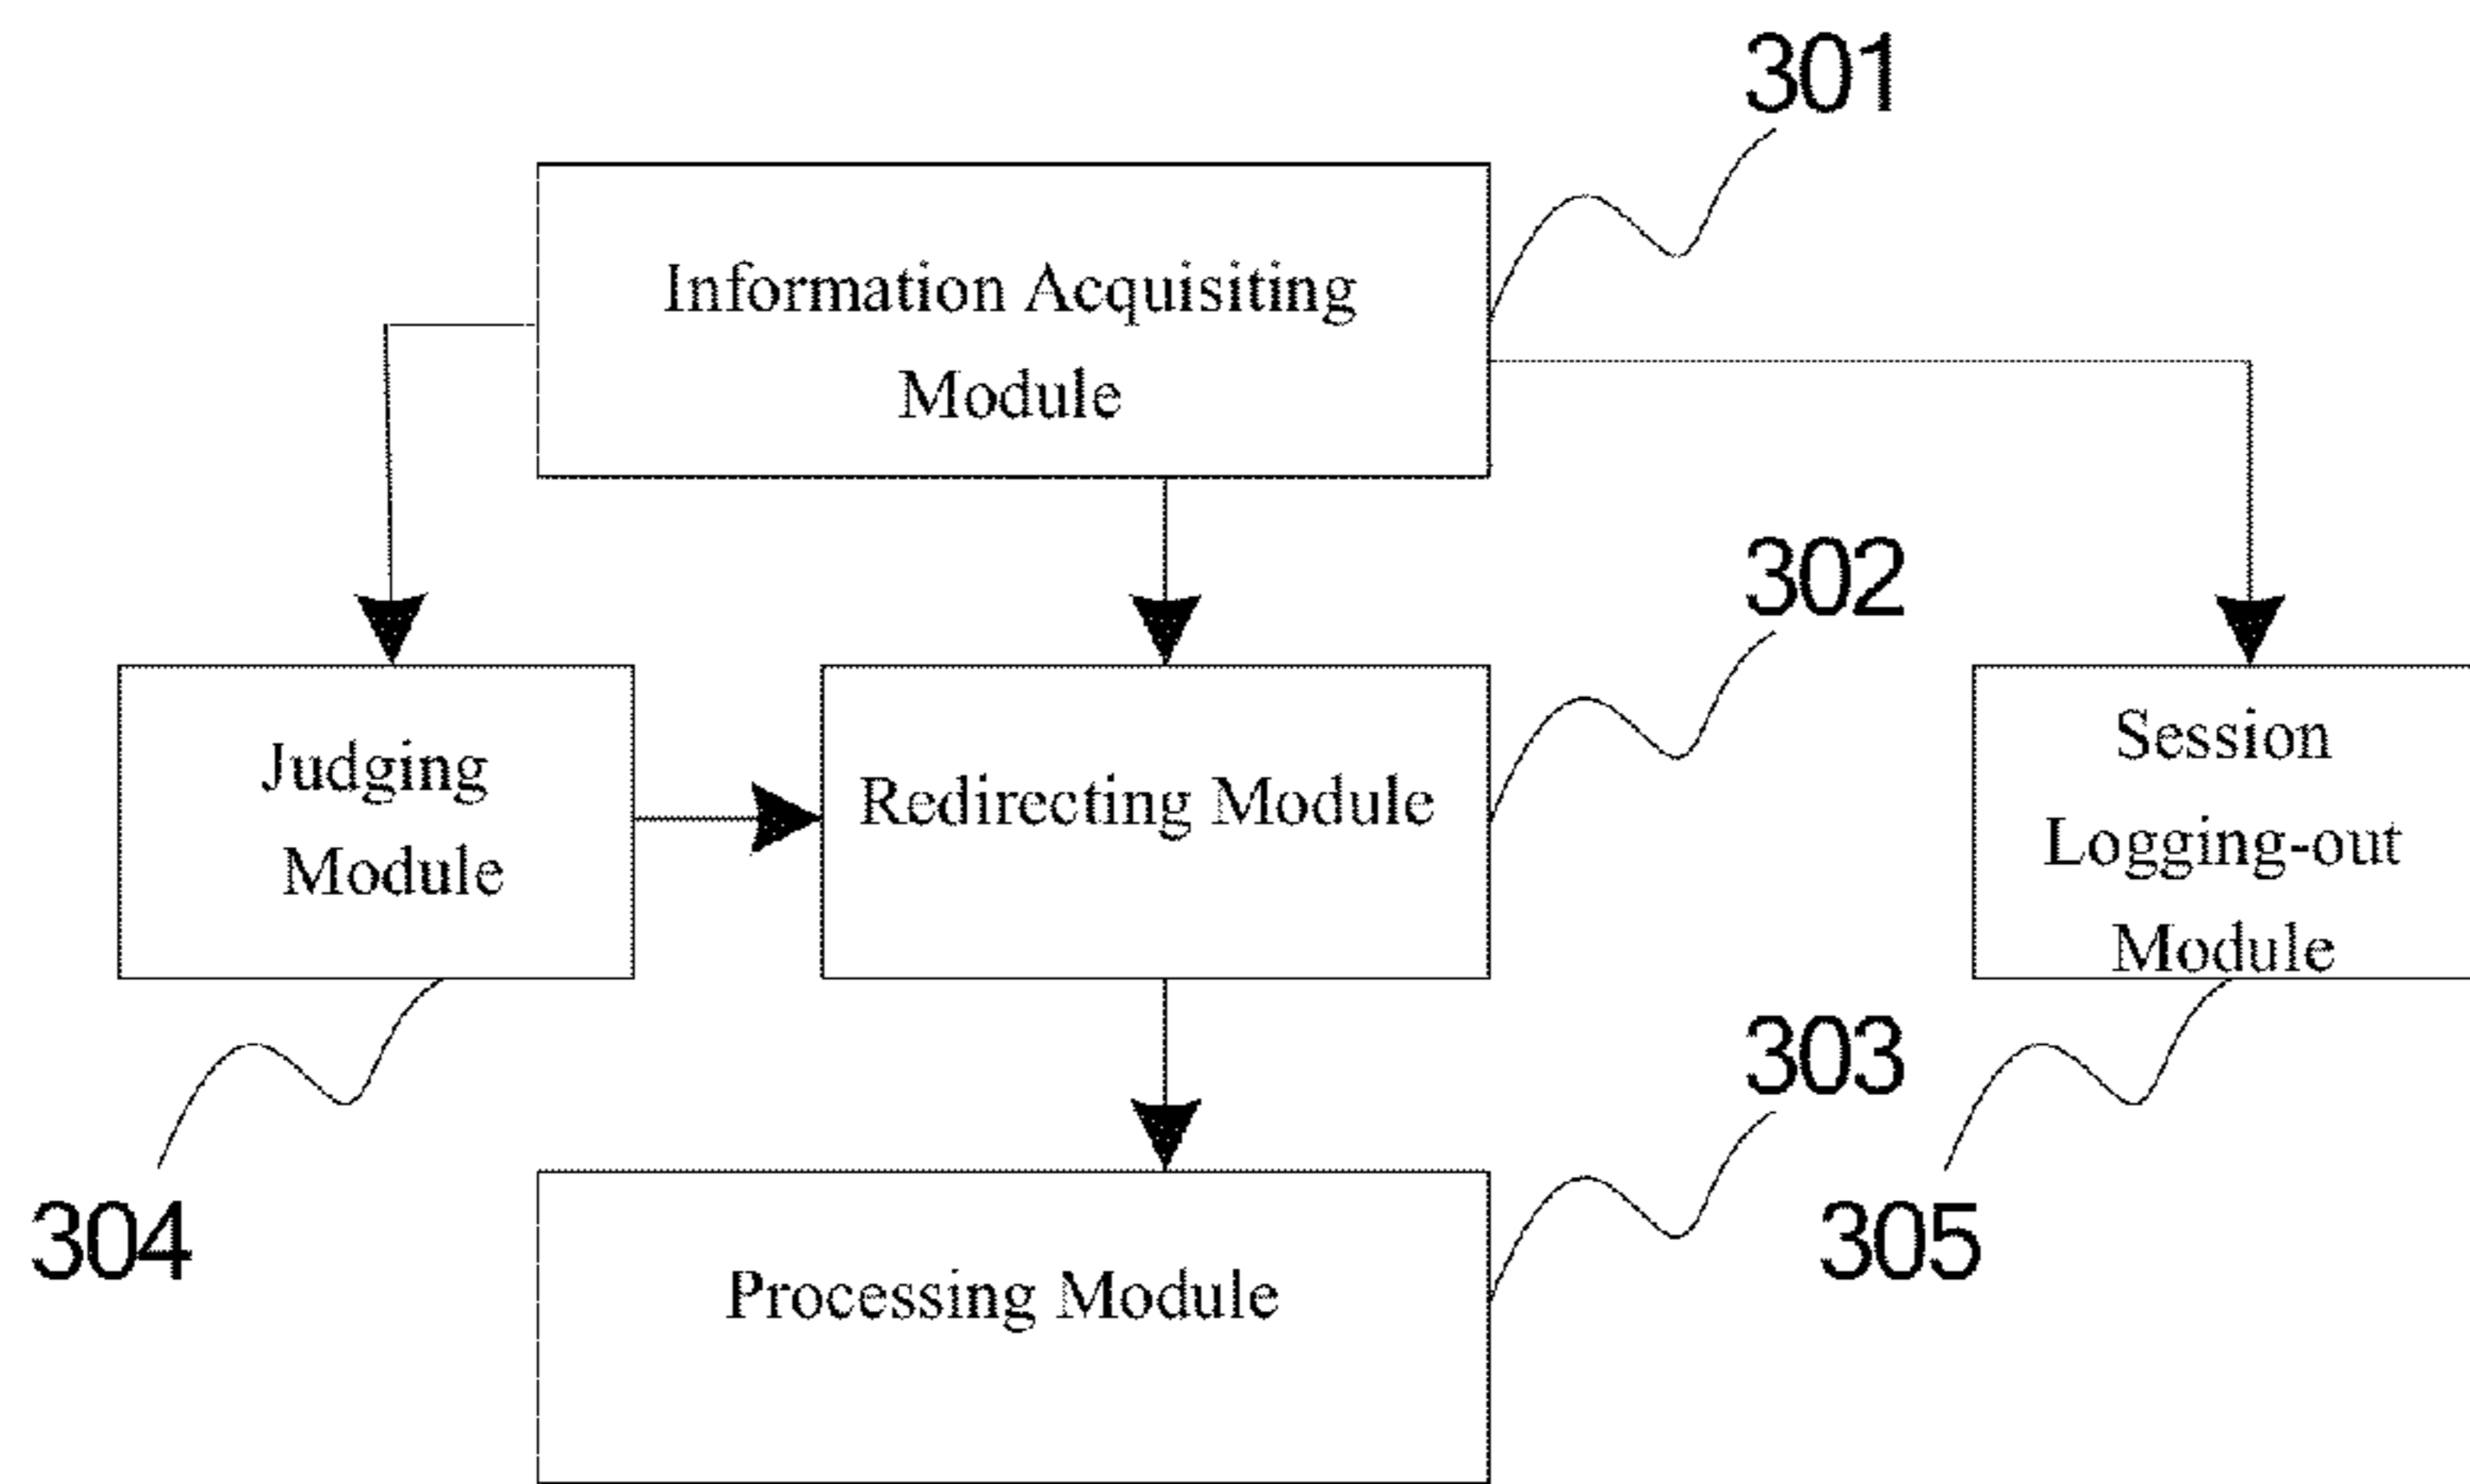 301
Information Acquisiting
Module
302
Judging
Module
Redirecting Module
Session
Logging-out
Module
303
304
Processing Module
305